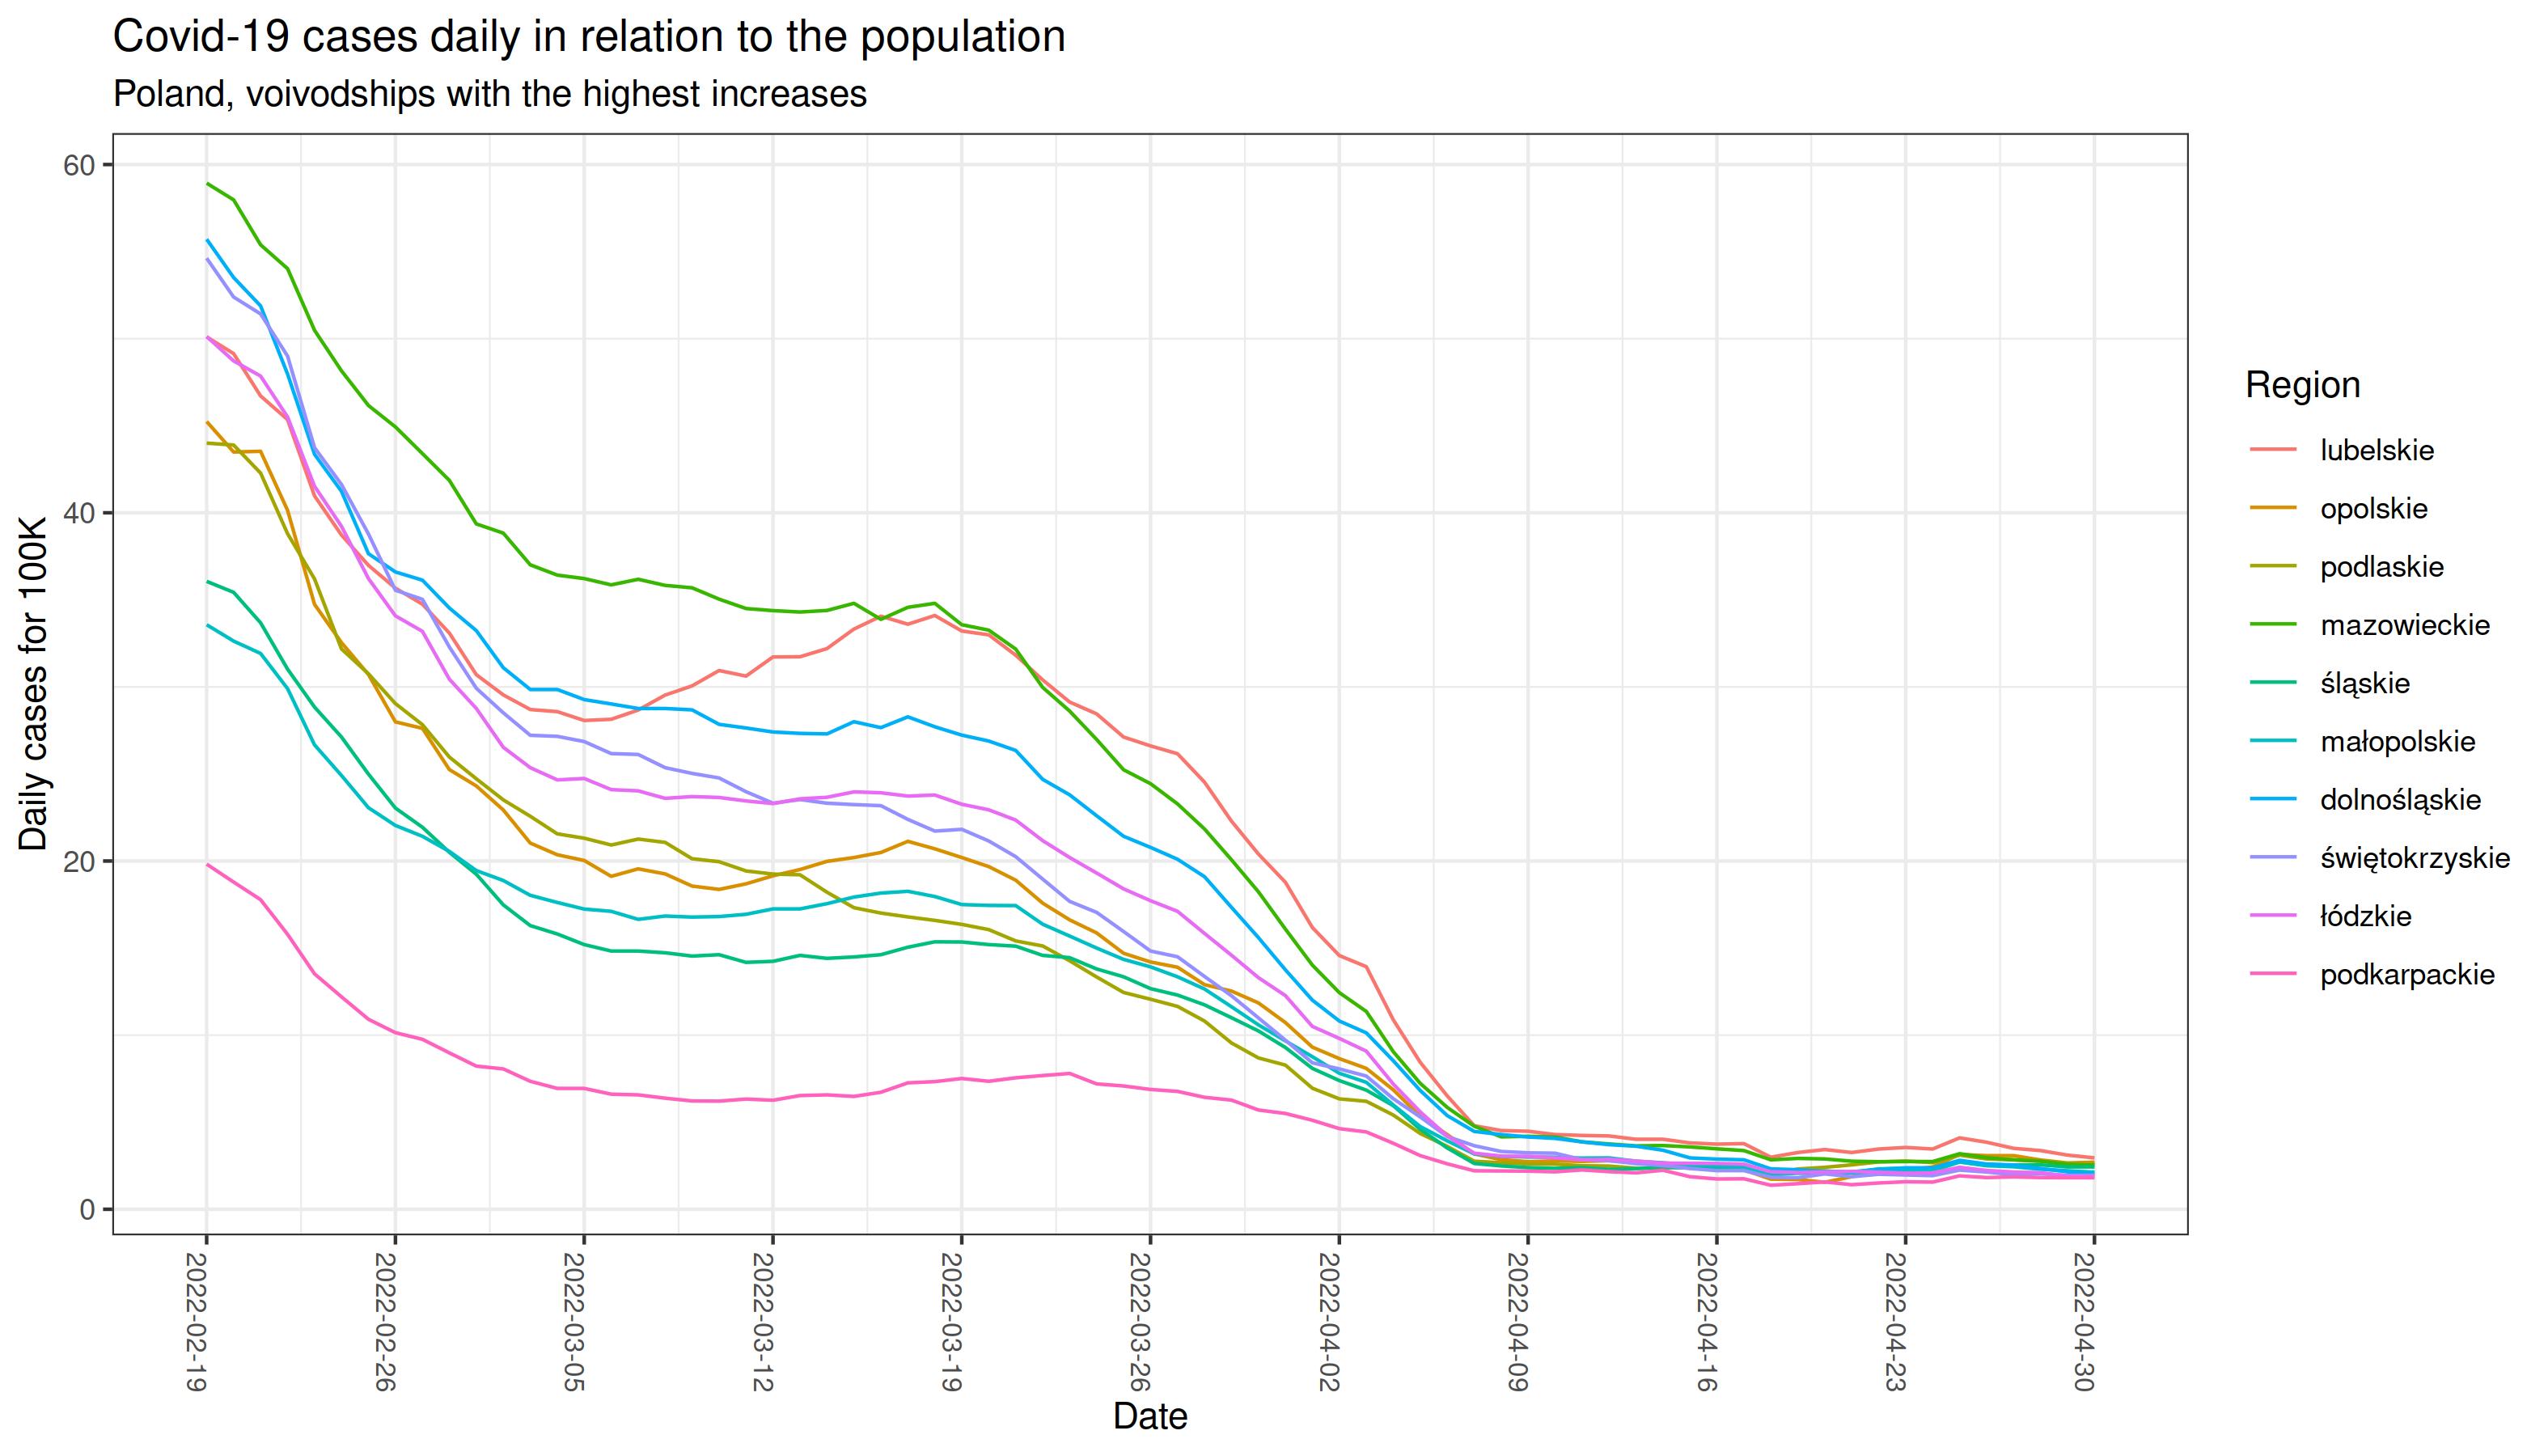 Covid-19 cases daily in relation to the population
Poland, voivodships with the highest increases
Daily cases for 100K
60
40
20
0
2022-02-19
2022-02-26
2022-03-05
2022-03-12
2022-03-19
2022-03-26
2022-04-02
2022-04-09
2022-04-16
2022-04-23
2022-04-30
Date
Region
lubelskie
opolskie
podlaskie
mazowieckie
śląskie
małopolskie
dolnośląskie
świętokrzyskie
łódzkie
podkarpackie